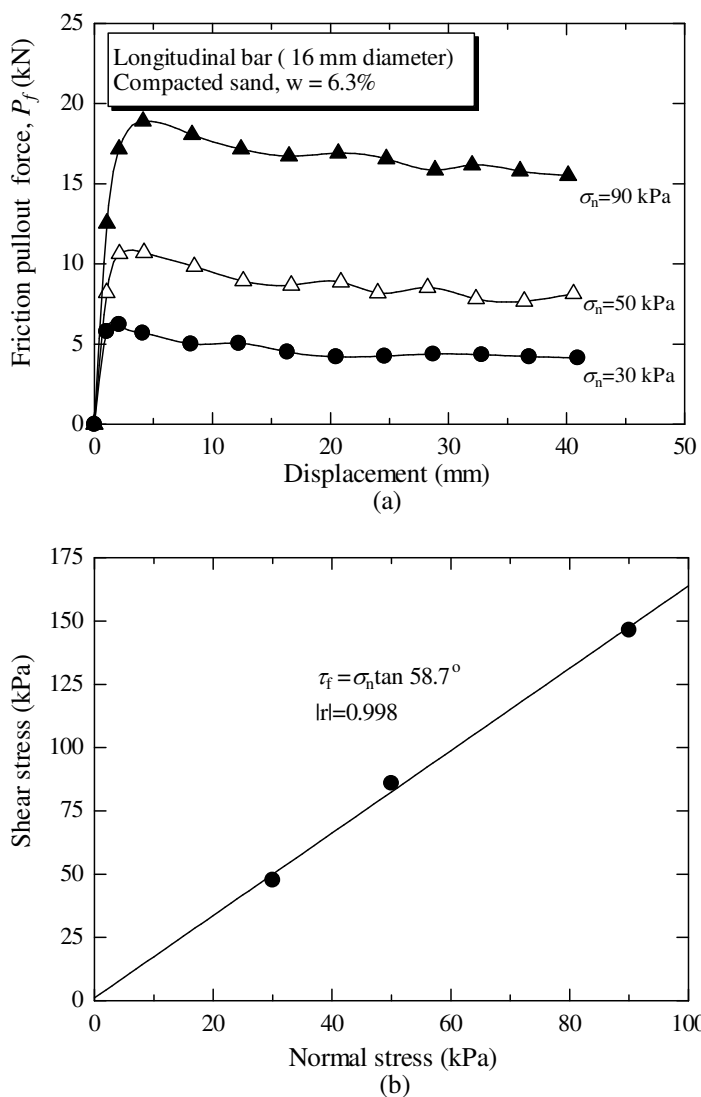 Longitudinal bar ( 16 mm diameter)
Compacted sand, w = 6.3%
Friction pullout force, P_f (kN)
25
20
15
10
5
0
σn=90 kPa
σn=50 kPa
σn=30 kPa
0 10 20 30 40 50
Displacement (mm)
(a)
Shear stress (kPa)
175
150
125
100
75
50
25
0
τf = σn tan 58.7°
|r|=0.998
0 20 40 60 80 100
Normal stress (kPa)
(b)